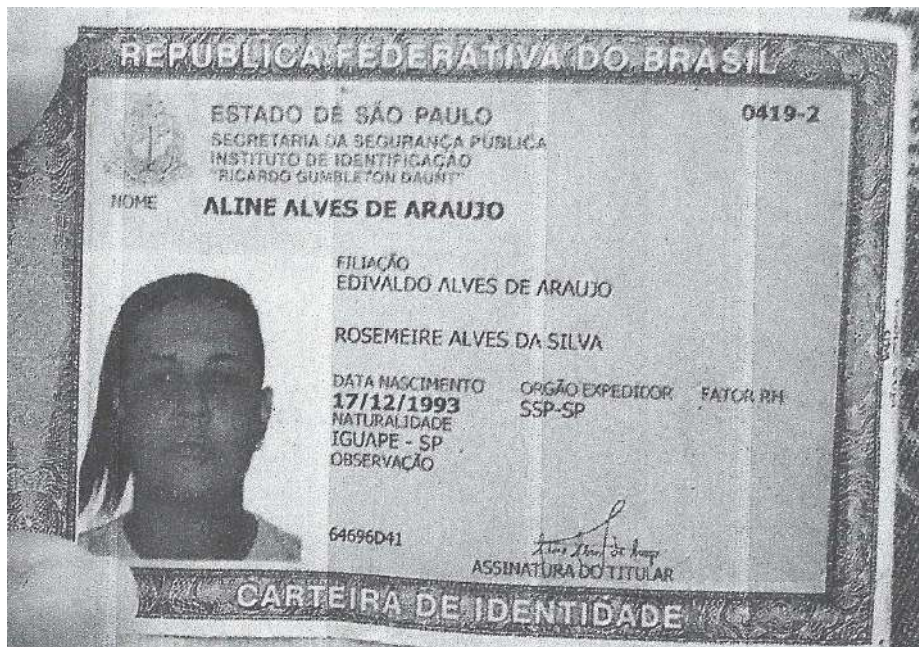 REPÚBLICA FEDERATIVA DO BRASIL
ESTADO DE SÃO PAULO
0419-2
SECRETARIA DA SEGURANÇA PÚBLICA
INSTITUTO DE IDENTIFICAÇÃO
"RICARDO GUMBLETON DAUNT"
NOME
ALINE ALVES DE ARAUJO
FILIAÇÃO
EDIVALDO ALVES DE ARAUJO
ROSEMEIRE ALVES DA SILVA
DATA NASCIMENTO ORGÃO EXPEDIDOR FATOR RH
17/12/1993 SSP-SP
NATURALIDADE
IGUAPE - SP
OBSERVAÇÃO
64696D41
ASSINATURA DO TITULAR
CARTEIRA DE IDENTIDADE